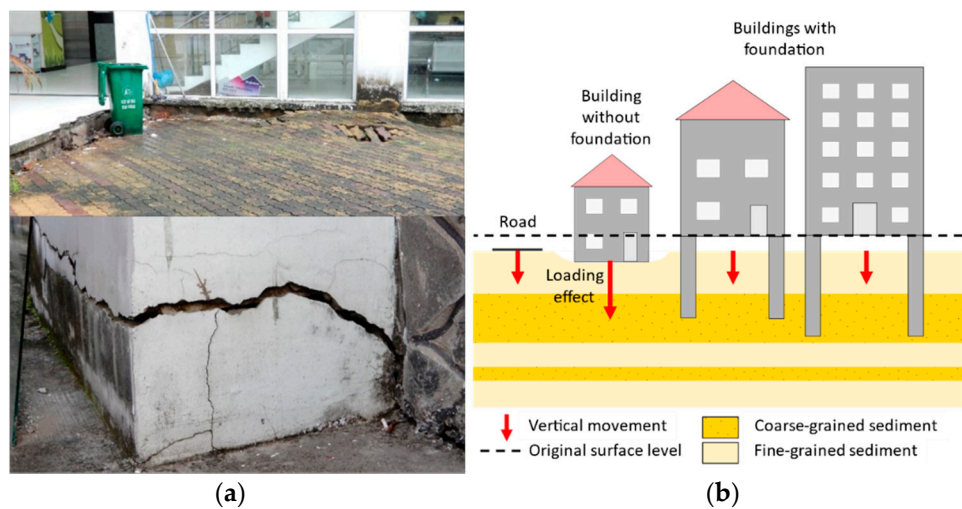 Buildings with
foundation
Building
without
foundation
Road
Loading
effect
Vertical movement
Coarse-grained sediment
Original surface level
Fine-grained sediment
(a)
(b)